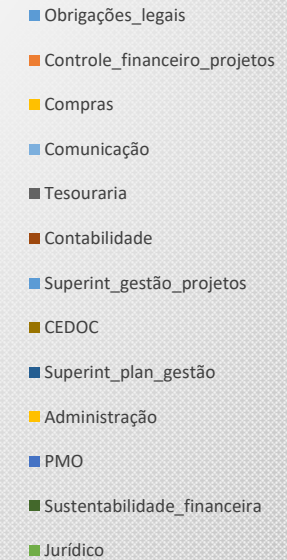 Obrigações_legais
Controle_financeiro_projetos
Compras
Comunicação
Tesouraria
Contabilidade
Superint_gestão_projetos
CEDOC
Superint_plan_gestão
Administração
PMO
Sustentabilidade_financeira
Jurídico